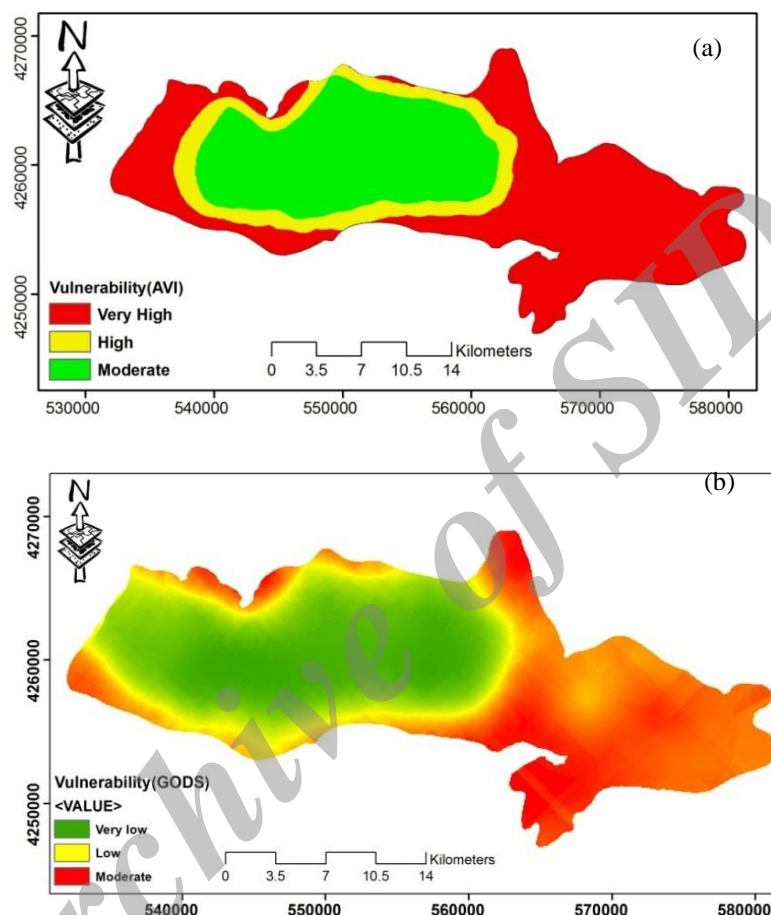 N
(a)
4270000
4260000
4250000
Vulnerability(AVI)
Very High
High
Moderate
Kilometers
0 3.5 7 10.5 14
530000 540000 550000 560000 570000 580000
N
(b)
4270000
4260000
4250000
Vulnerability(GODS)
<VALUE>
Very low
Low
Moderate
Kilometers
0 3.5 7 10.5 14
540000 550000 560000 570000 580000
Archive of SID